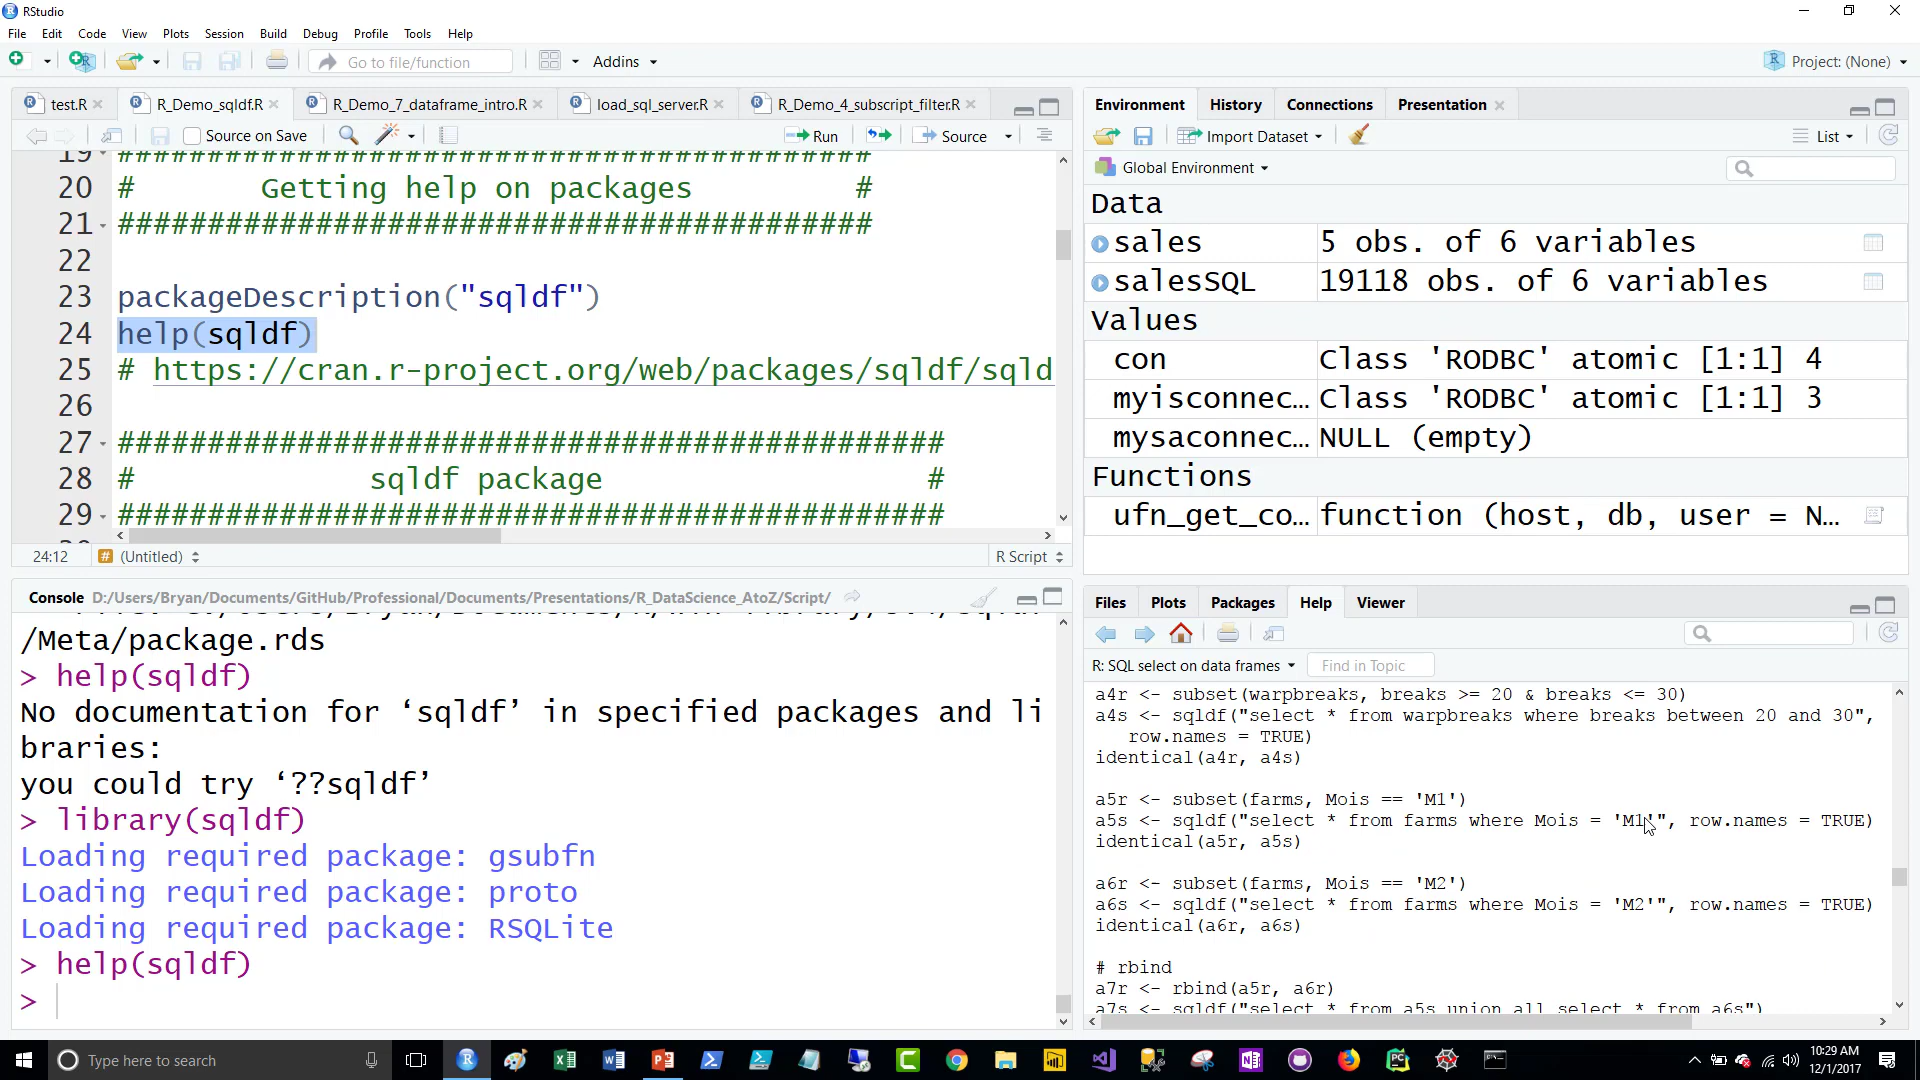 RStudio
File Edit Code View Plots Session Build Debug Profile Tools Help
Go to file/function Addins Project: (None)
test.R R_Demo_sqldf.R R_Demo_7_dataframe_intro.R load_sql_server.R R_Demo_4_subscript_filter.R
Source on Save Run Source
19 ##########################################
20 # Getting help on packages #
21 ##########################################
22
23 packageDescription("sqldf")
24 help(sqldf)
25 # https://cran.r-project.org/web/packages/sqldf/sqld
26
27 ##############################################
28 # sqldf package #
29 ##############################################
24:12 (Untitled) R Script
Console D:/Users/Bryan/Documents/GitHub/Professional/Documents/Presentations/R_DataScience_AtoZ/Script/
/Meta/package.rds
> help(sqldf)
No documentation for ‘sqldf’ in specified packages and li
braries:
you could try ‘??sqldf’
> library(sqldf)
Loading required package: gsubfn
Loading required package: proto
Loading required package: RSQLite
> help(sqldf)
>
Environment History Connections Presentation
Import Dataset List
Global Environment
Data
sales 5 obs. of 6 variables
salesSQL 19118 obs. of 6 variables
Values
con Class 'RODBC' atomic [1:1] 4
myisconnec… Class 'RODBC' atomic [1:1] 3
mysaconnec… NULL (empty)
Functions
ufn_get_co… function (host, db, user = N…
Files Plots Packages Help Viewer
R: SQL select on data frames Find in Topic
a4r <- subset(warpbreaks, breaks >= 20 & breaks <= 30)
a4s <- sqldf("select * from warpbreaks where breaks between 20 and 30",
row.names = TRUE)
identical(a4r, a4s)
a5r <- subset(farms, Mois == 'M1')
a5s <- sqldf("select * from farms where Mois = 'M1'", row.names = TRUE)
identical(a5r, a5s)
a6r <- subset(farms, Mois == 'M2')
a6s <- sqldf("select * from farms where Mois = 'M2'", row.names = TRUE)
identical(a6r, a6s)
# rbind
a7r <- rbind(a5r, a6r)
a7s <- sqldf("select * from a5s union all select * from a6s")
Type here to search
10:29 AM
12/1/2017